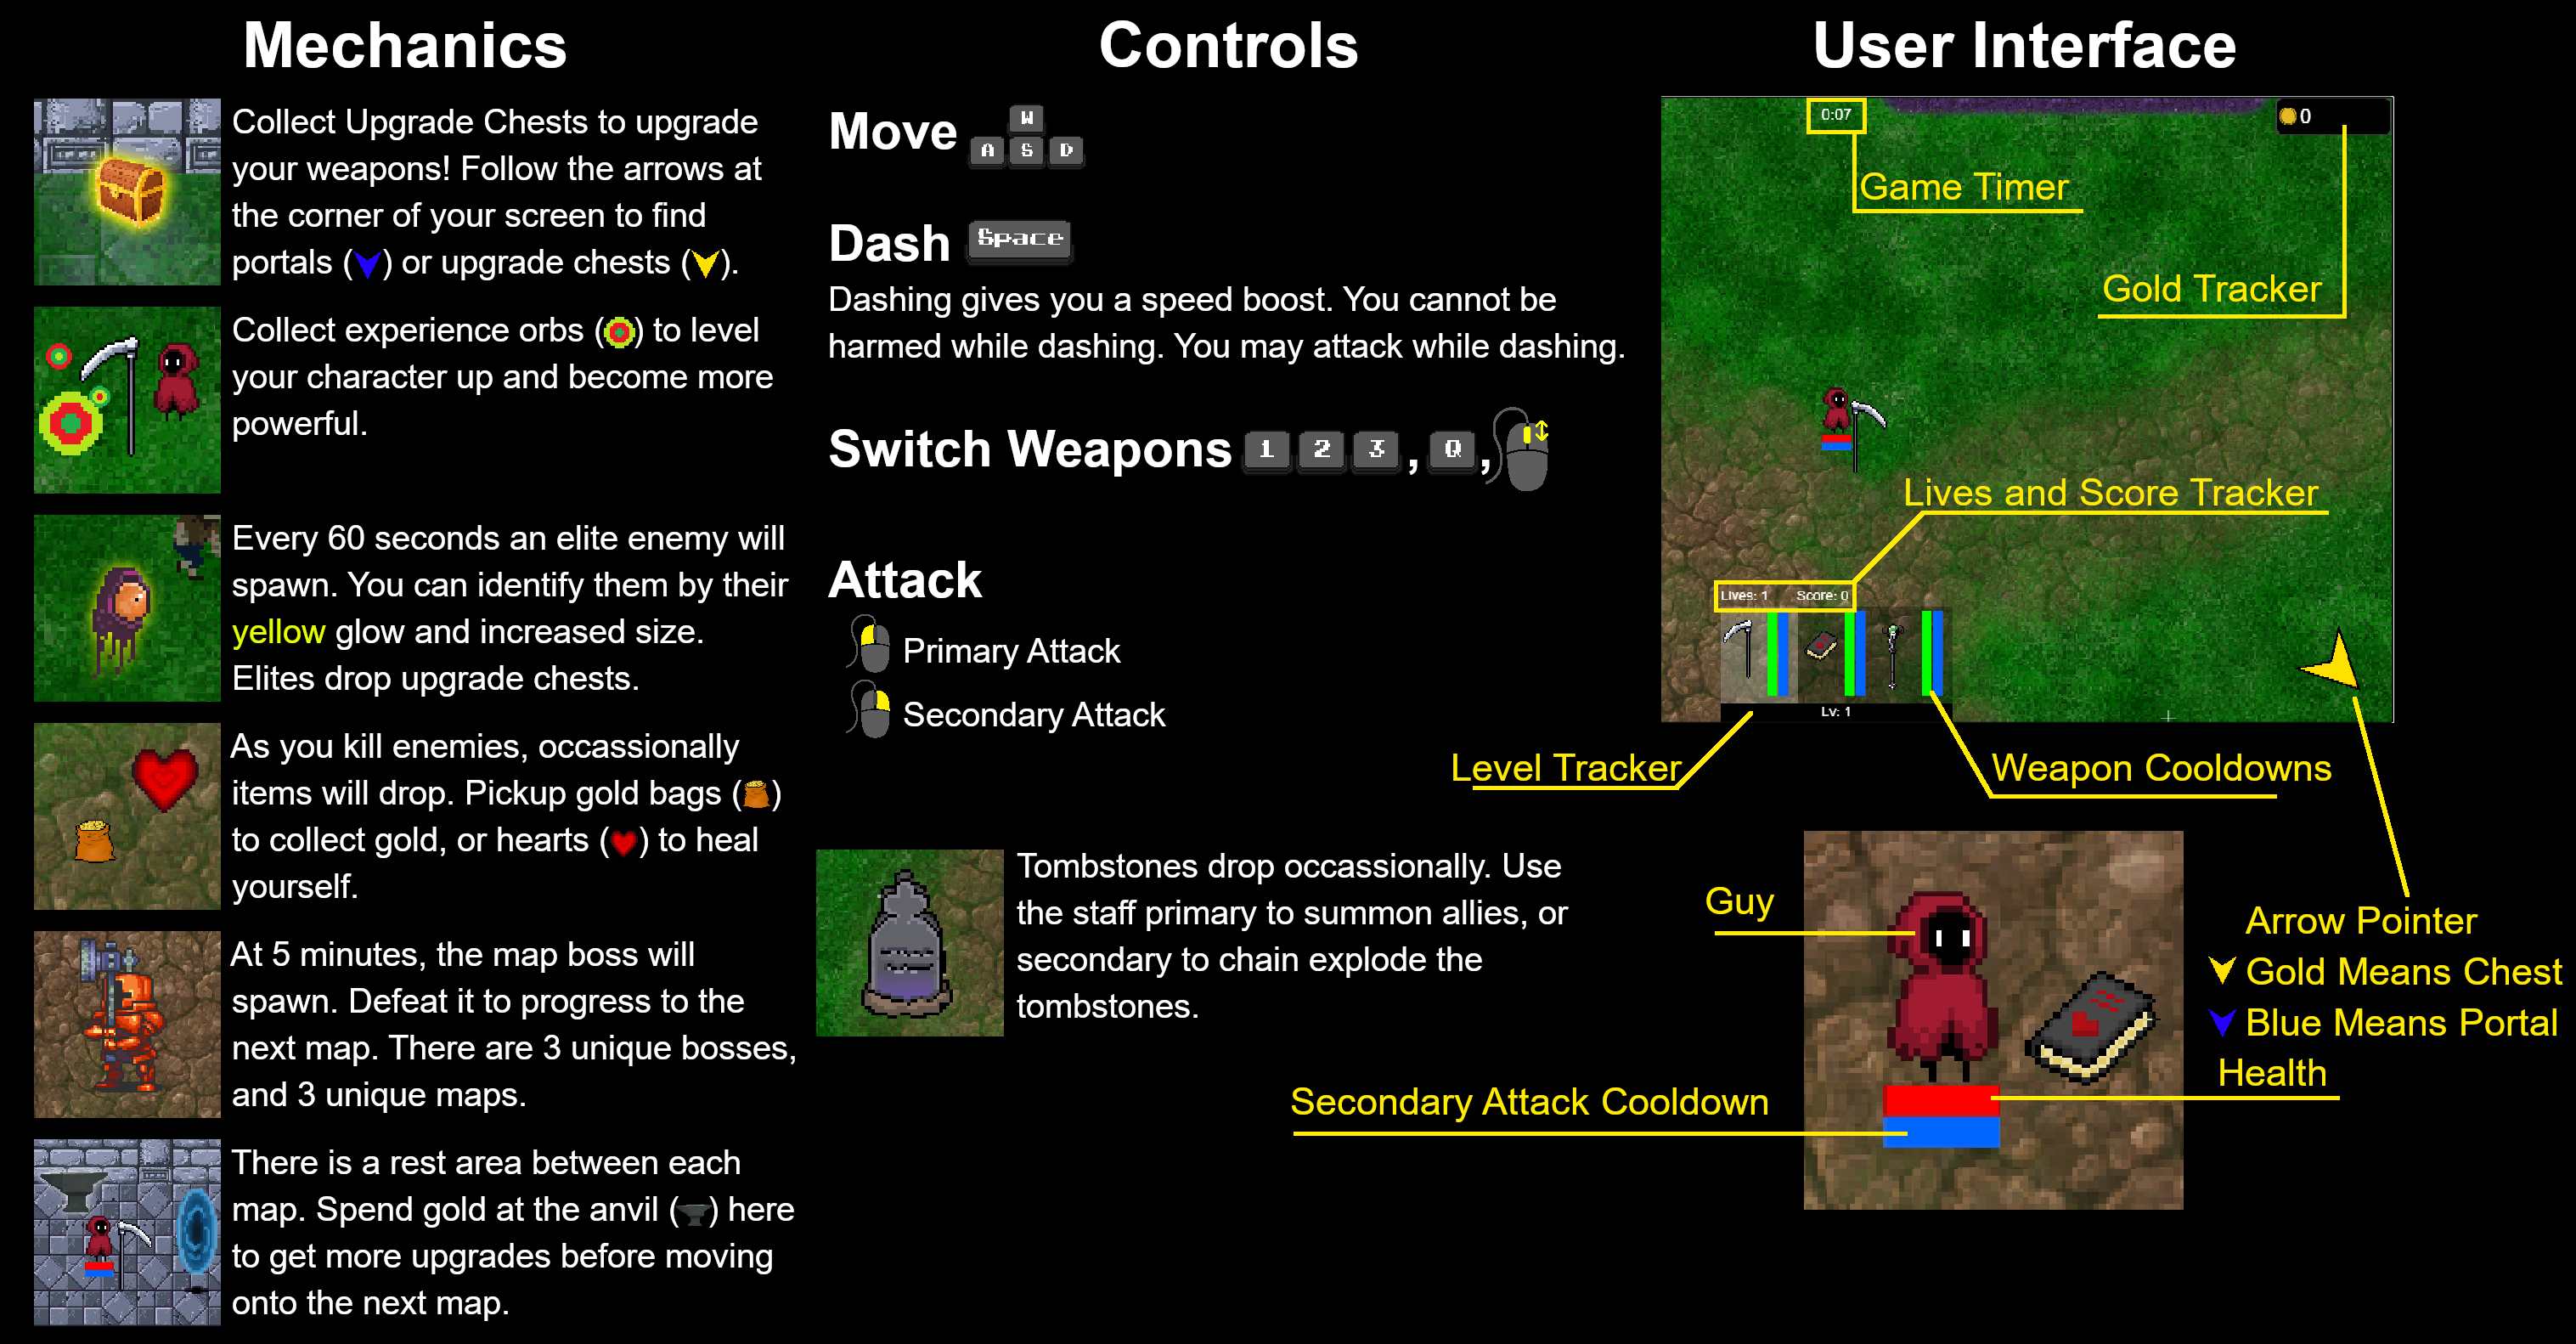 Mechanics
Collect Upgrade Chests to upgrade
your weapons! Follow the arrows at
the corner of your screen to find
portals ( ) or upgrade chests ( ).
Collect experience orbs ( ) to level
your character up and become more
powerful.
Every 60 seconds an elite enemy will
spawn. You can identify them by their
yellow glow and increased size.
Elites drop upgrade chests.
As you kill enemies, occassionally
items will drop. Pickup gold bags ( )
to collect gold, or hearts ( ) to heal
yourself.
At 5 minutes, the map boss will
spawn. Defeat it to progress to the
next map. There are 3 unique bosses,
and 3 unique maps.
There is a rest area between each
map. Spend gold at the anvil ( ) here
to get more upgrades before moving
onto the next map.
Controls
Move W
A S D
Dash Space
Dashing gives you a speed boost. You cannot be
harmed while dashing. You may attack while dashing.
Switch Weapons 1 2 3 , Q ,
Attack
Primary Attack
Secondary Attack
Tombstones drop occassionally. Use
the staff primary to summon allies, or
secondary to chain explode the
tombstones.
User Interface
0:07
0
Game Timer
Gold Tracker
Lives and Score Tracker
Lives: 1 Score: 0
Lv: 1
Level Tracker
Weapon Cooldowns
Guy
Arrow Pointer
Gold Means Chest
Blue Means Portal
Health
Secondary Attack Cooldown